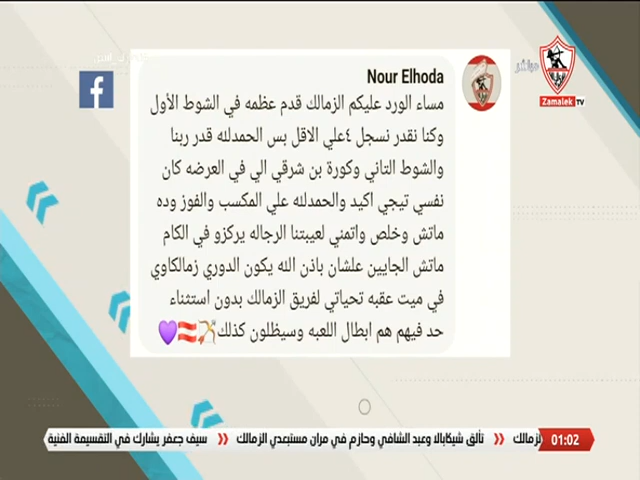 Nour Elhoda
مساء الورد عليكم الزمالك قدم عظمه في الشوط الأول
وكنا نقدر نسجل ٤علي الاقل بس الحمدلله قدر ربنا
والشوط التاني وكورة بن شرقي الي في العرضه كان
نفسي تيجي اكيد والحمدلله علي المكسب والفوز وده
ماتش وخلص واتمني لعيبتنا الرجاله يركزو في الكام
ماتش الجايين علشان باذن الله يكون الدوري زمالكاوي
في ميت عقبه تحياتي لفريق الزمالك بدون استثناء
حد فيهم هم ابطال اللعبه وسيظلون كذلك
مباشر
Zamalek TV
01:02
لزمالك
تألق شيكابالا وعبد الشافي وحازم في مران مستبعدي الزمالك
سيف جعفر يشارك في التقسيمة الفنية